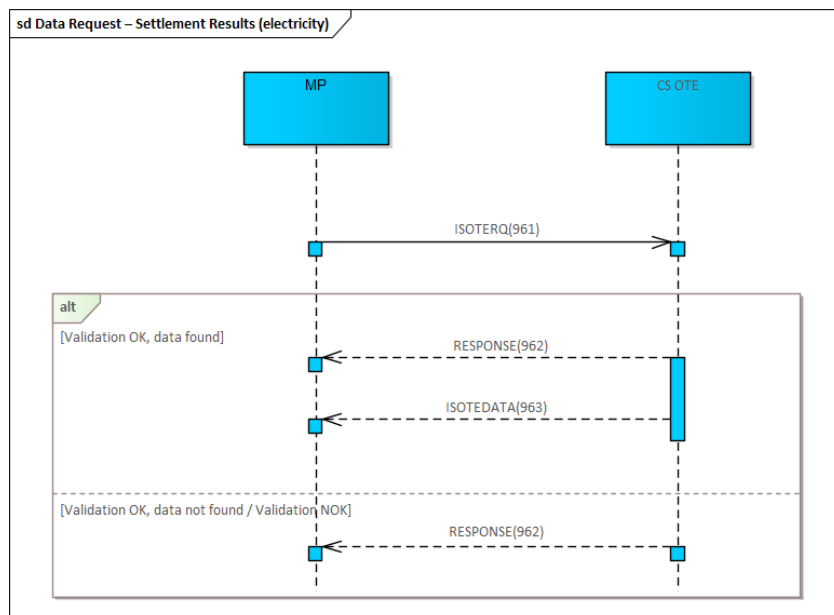 sd Data Request – Settlement Results (electricity)
MP
CS OTE
ISOTERQ(961)
alt
[Validation OK, data found]
RESPONSE(962)
ISOTEDATA(963)
[Validation OK, data not found / Validation NOK]
RESPONSE(962)